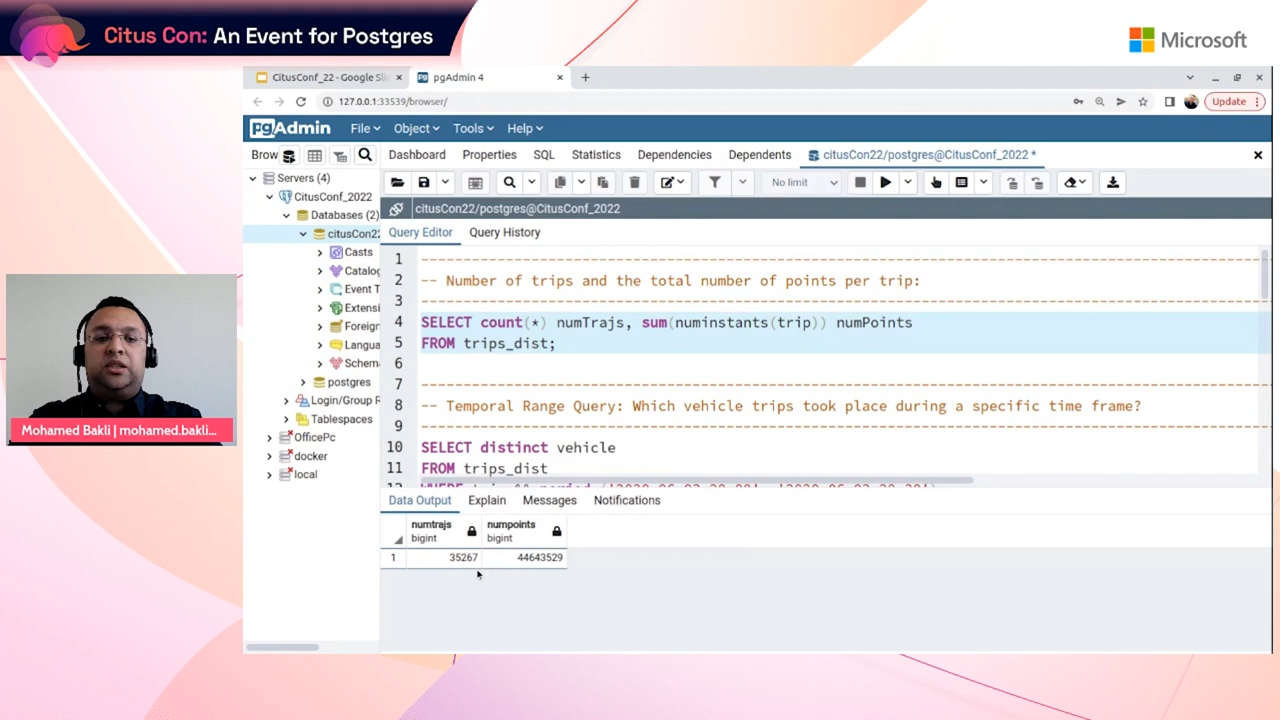 Citus Con: An Event for Postgres
Microsoft
CitusConf_22 - Google Sli
pgAdmin 4
127.0.0.1:33539/browser/
Update
pgAdmin
File
Object
Tools
Help
Brow
Dashboard
Properties
SQL
Statistics
Dependencies
Dependents
citusCon22/postgres@CitusConf_2022 *
No limit
Servers (4)
CitusConf_2022
Databases (2)
citusCon22
Casts
Catalog
Event T
Extensi
Foreign
Langua
Schem
postgres
Login/Group R
Tablespaces
OfficePc
docker
local
citusCon22/postgres@CitusConf_2022
Query Editor
Query History
1 --------------------------------------------------------------------------------
2 -- Number of trips and the total number of points per trip:
3 --------------------------------------------------------------------------------
4 SELECT count(*) numTrajs, sum(numinstants(trip)) numPoints
5 FROM trips_dist;
6
7 --------------------------------------------------------------------------------
8 -- Temporal Range Query: Which vehicle trips took place during a specific time frame?
9 --------------------------------------------------------------------------------
10 SELECT distinct vehicle
11 FROM trips_dist
Data Output
Explain
Messages
Notifications
numtrajs
bigint
numpoints
bigint
1 35267 44643529
Mohamed Bakli | mohamed.bakli...